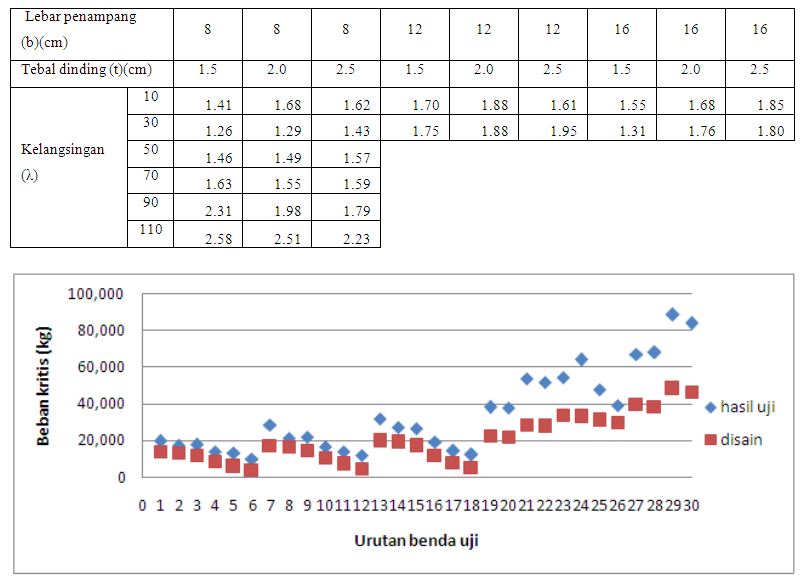 Lebar penampang (b)(cm) 8 8 8 12 12 12 16 16 16
Tebal dinding (t)(cm) 1.5 2.0 2.5 1.5 2.0 2.5 1.5 2.0 2.5
Kelangsingan (λ)
10 1.41 1.68 1.62 1.70 1.88 1.61 1.55 1.68 1.85
30 1.26 1.29 1.43 1.75 1.88 1.95 1.31 1.76 1.80
50 1.46 1.49 1.57
70 1.63 1.55 1.59
90 2.31 1.98 1.79
110 2.58 2.51 2.23
Beban kritis (kg)
100,000
80,000
60,000
40,000
20,000
0
0 1 2 3 4 5 6 7 8 9 10 11 12 13 14 15 16 17 18 19 20 21 22 23 24 25 26 27 28 29 30
Urutan benda uji
hasil uji
disain